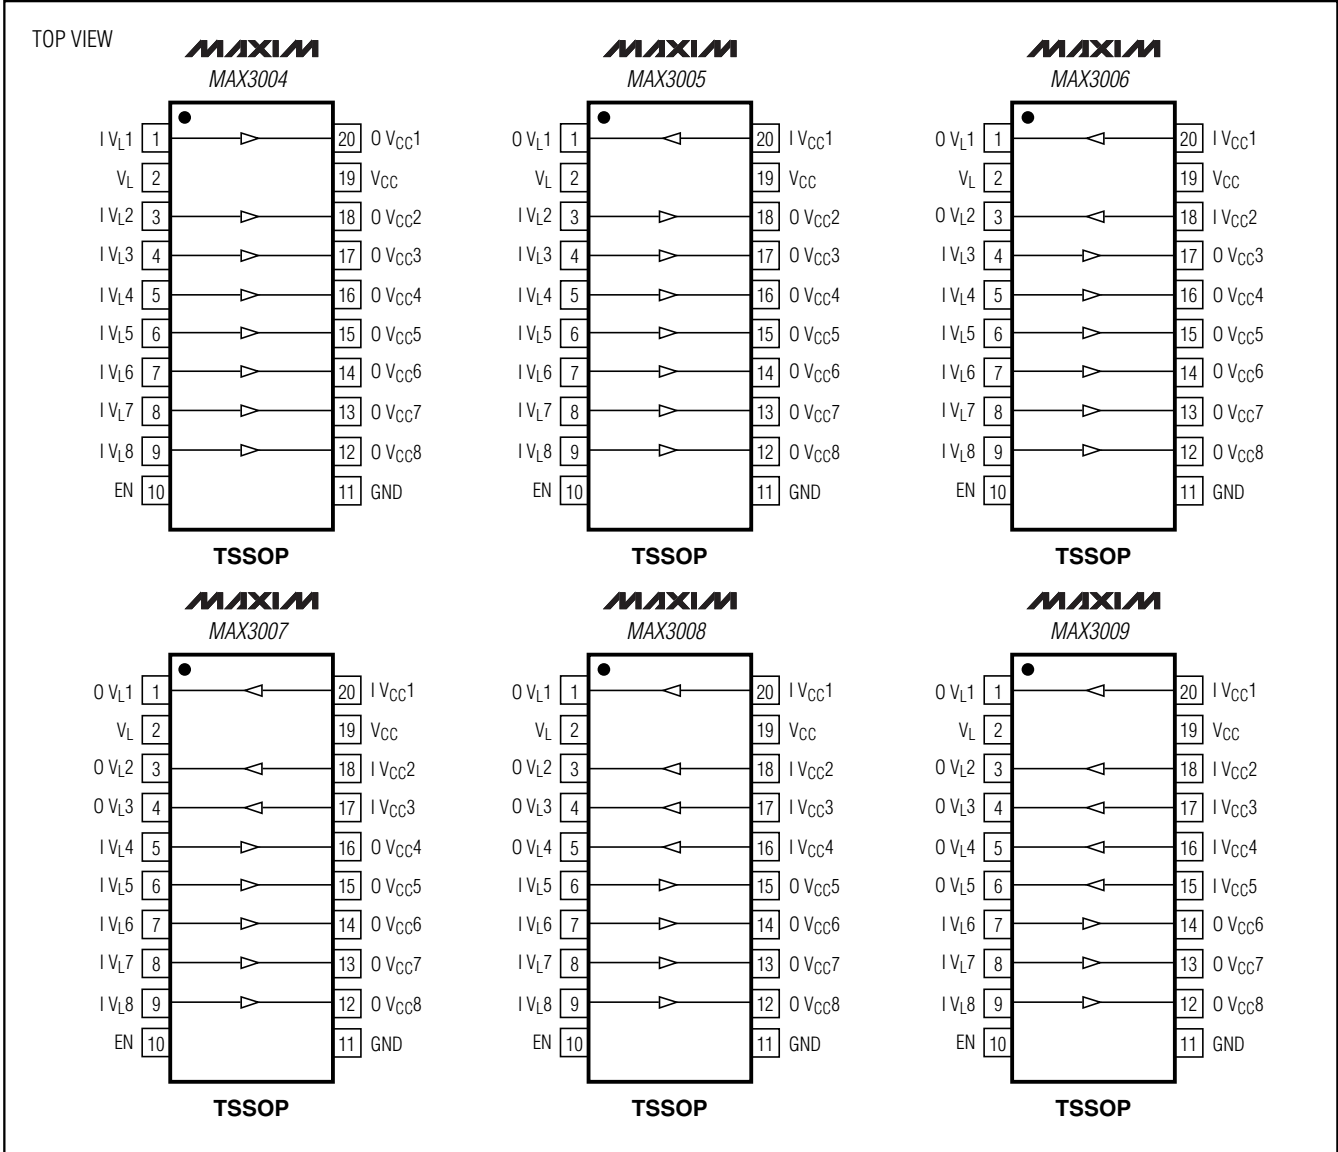 TOP VIEW
MAXIM MAXIM MAXIM
MAX3004 MAX3005 MAX3006
I VL1 1 20 O VCC1 O VL1 1 20 I VCC1 O VL1 1 20 I VCC1
VL 2 19 VCC VL 2 19 VCC VL 2 19 VCC
I VL2 3 18 O VCC2 I VL2 3 18 O VCC2 O VL2 3 18 I VCC2
I VL3 4 17 O VCC3 I VL3 4 17 O VCC3 I VL3 4 17 O VCC3
I VL4 5 16 O VCC4 I VL4 5 16 O VCC4 I VL4 5 16 O VCC4
I VL5 6 15 O VCC5 I VL5 6 15 O VCC5 I VL5 6 15 O VCC5
I VL6 7 14 O VCC6 I VL6 7 14 O VCC6 I VL6 7 14 O VCC6
I VL7 8 13 O VCC7 I VL7 8 13 O VCC7 I VL7 8 13 O VCC7
I VL8 9 12 O VCC8 I VL8 9 12 O VCC8 I VL8 9 12 O VCC8
EN 10 11 GND EN 10 11 GND EN 10 11 GND
TSSOP TSSOP TSSOP
MAXIM MAXIM MAXIM
MAX3007 MAX3008 MAX3009
O VL1 1 20 I VCC1 O VL1 1 20 I VCC1 O VL1 1 20 I VCC1
VL 2 19 VCC VL 2 19 VCC VL 2 19 VCC
O VL2 3 18 I VCC2 O VL2 3 18 I VCC2 O VL2 3 18 I VCC2
O VL3 4 17 I VCC3 O VL3 4 17 I VCC3 O VL3 4 17 I VCC3
I VL4 5 16 O VCC4 O VL4 5 16 I VCC4 O VL4 5 16 I VCC4
I VL5 6 15 O VCC5 I VL5 6 15 O VCC5 O VL5 6 15 I VCC5
I VL6 7 14 O VCC6 I VL6 7 14 O VCC6 I VL6 7 14 O VCC6
I VL7 8 13 O VCC7 I VL7 8 13 O VCC7 I VL7 8 13 O VCC7
I VL8 9 12 O VCC8 I VL8 9 12 O VCC8 I VL8 9 12 O VCC8
EN 10 11 GND EN 10 11 GND EN 10 11 GND
TSSOP TSSOP TSSOP